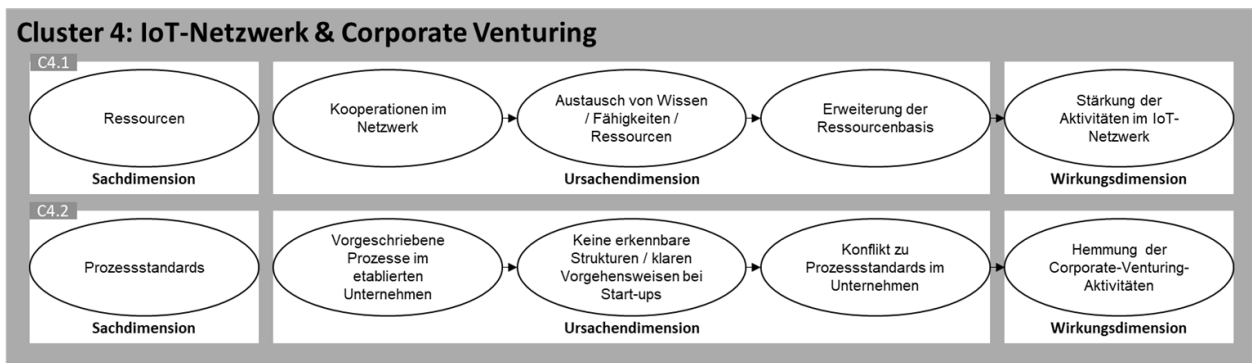 Cluster 4: IoT-Netzwerk & Corporate Venturing
C4.1
Ressourcen
Sachdimension
Kooperationen im
Netzwerk
Austausch von Wissen
/ Fähigkeiten /
Ressourcen
Erweiterung der
Ressourcenbasis
Ursachendimension
Stärkung der
Aktivitäten im IoT-
Netzwerk
Wirkungsdimension
C4.2
Prozessstandards
Sachdimension
Vorgeschriebene
Prozesse im
etablierten
Unternehmen
Keine erkennbare
Strukturen / klaren
Vorgehensweisen bei
Start-ups
Konflikt zu
Prozessstandards im
Unternehmen
Ursachendimension
Hemmung der
Corporate-Venturing-
Aktivitäten
Wirkungsdimension